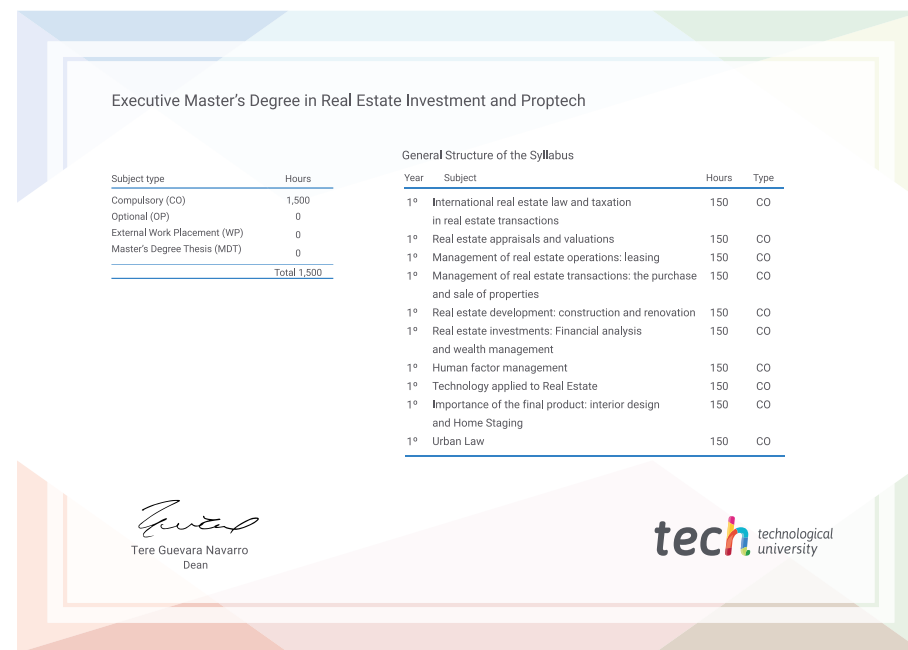 Executive Master's Degree in Real Estate Investment and Proptech
Subject type Hours
Compulsory (CO) 1,500
Optional (OP) 0
External Work Placement (WP) 0
Master's Degree Thesis (MDT) 0
Total 1,500
General Structure of the Syllabus
Year Subject Hours Type
1º International real estate law and taxation 150 CO
in real estate transactions
1º Real estate appraisals and valuations 150 CO
1º Management of real estate operations: leasing 150 CO
1º Management of real estate transactions: the purchase 150 CO
and sale of properties
1º Real estate development: construction and renovation 150 CO
1º Real estate investments: Financial analysis 150 CO
and wealth management
1º Human factor management 150 CO
1º Technology applied to Real Estate 150 CO
1º Importance of the final product: interior design 150 CO
and Home Staging
1º Urban Law 150 CO
Tere Guevara Navarro
Dean
tech technological
university